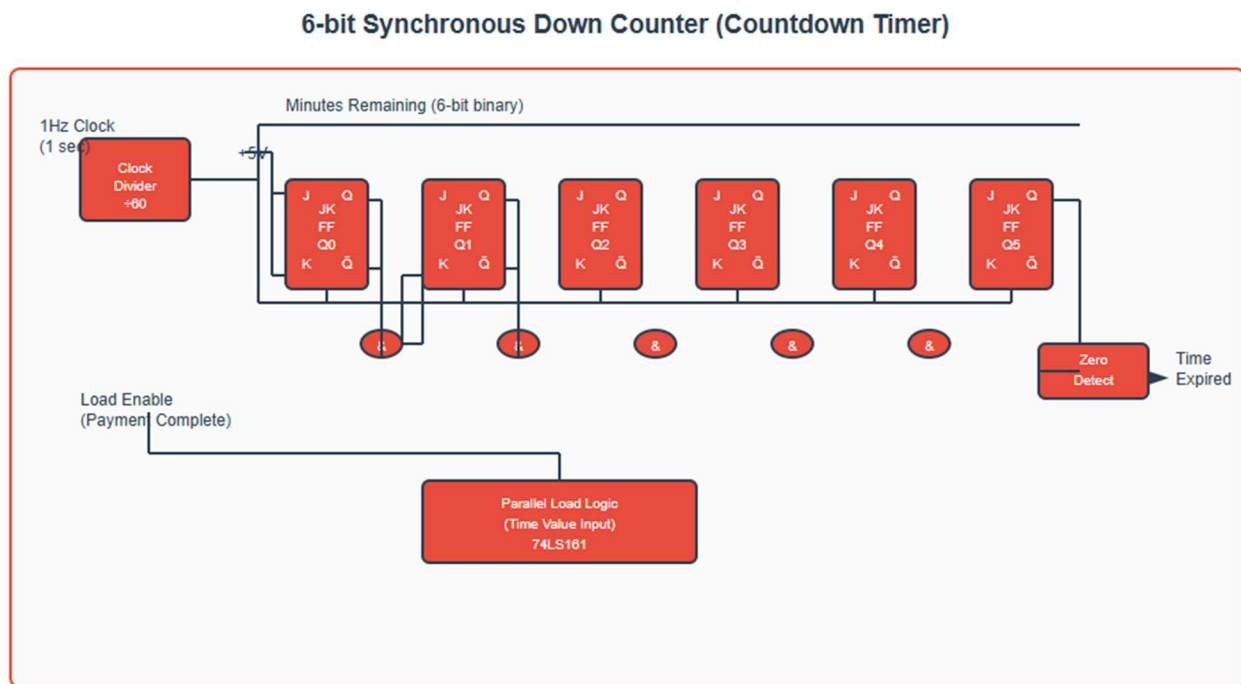 6-bit Synchronous Down Counter (Countdown Timer)
Minutes Remaining (6-bit binary)
1Hz Clock
(1 sec)
+5V
Clock
Divider
÷60
J Q
JK
FF
Q0
K Q̄
J Q
JK
FF
Q1
K Q̄
J Q
JK
FF
Q2
K Q̄
J Q
JK
FF
Q3
K Q̄
J Q
JK
FF
Q4
K Q̄
J Q
JK
FF
Q5
K Q̄
&
&
&
&
&
Zero
Detect
Time
Expired
Load Enable
(Payment Complete)
Parallel Load Logic
(Time Value Input)
74LS161